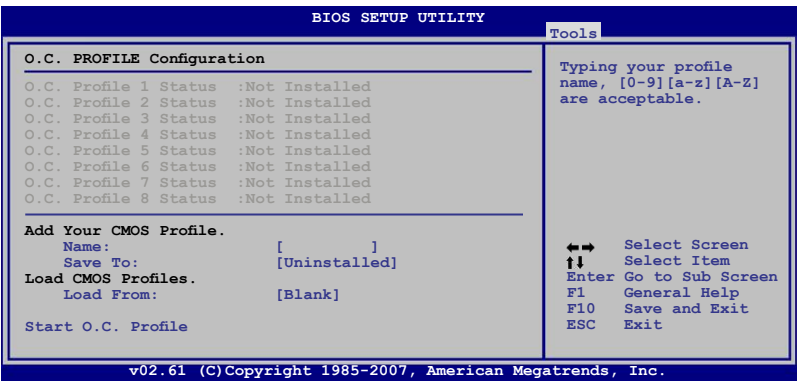 BIOS SETUP UTILITY
Tools
O.C. PROFILE Configuration
O.C. Profile 1 Status :Not Installed
O.C. Profile 2 Status :Not Installed
O.C. Profile 3 Status :Not Installed
O.C. Profile 4 Status :Not Installed
O.C. Profile 5 Status :Not Installed
O.C. Profile 6 Status :Not Installed
O.C. Profile 7 Status :Not Installed
O.C. Profile 8 Status :Not Installed
Add Your CMOS Profile.
Name: [ ]
Save To: [Uninstalled]
Load CMOS Profiles.
Load From: [Blank]
Start O.C. Profile
Typing your profile
name, [0-9][a-z][A-Z]
are acceptable.
←→ Select Screen
↑↓ Select Item
Enter Go to Sub Screen
F1 General Help
F10 Save and Exit
ESC Exit
v02.61 (C)Copyright 1985-2007, American Megatrends, Inc.